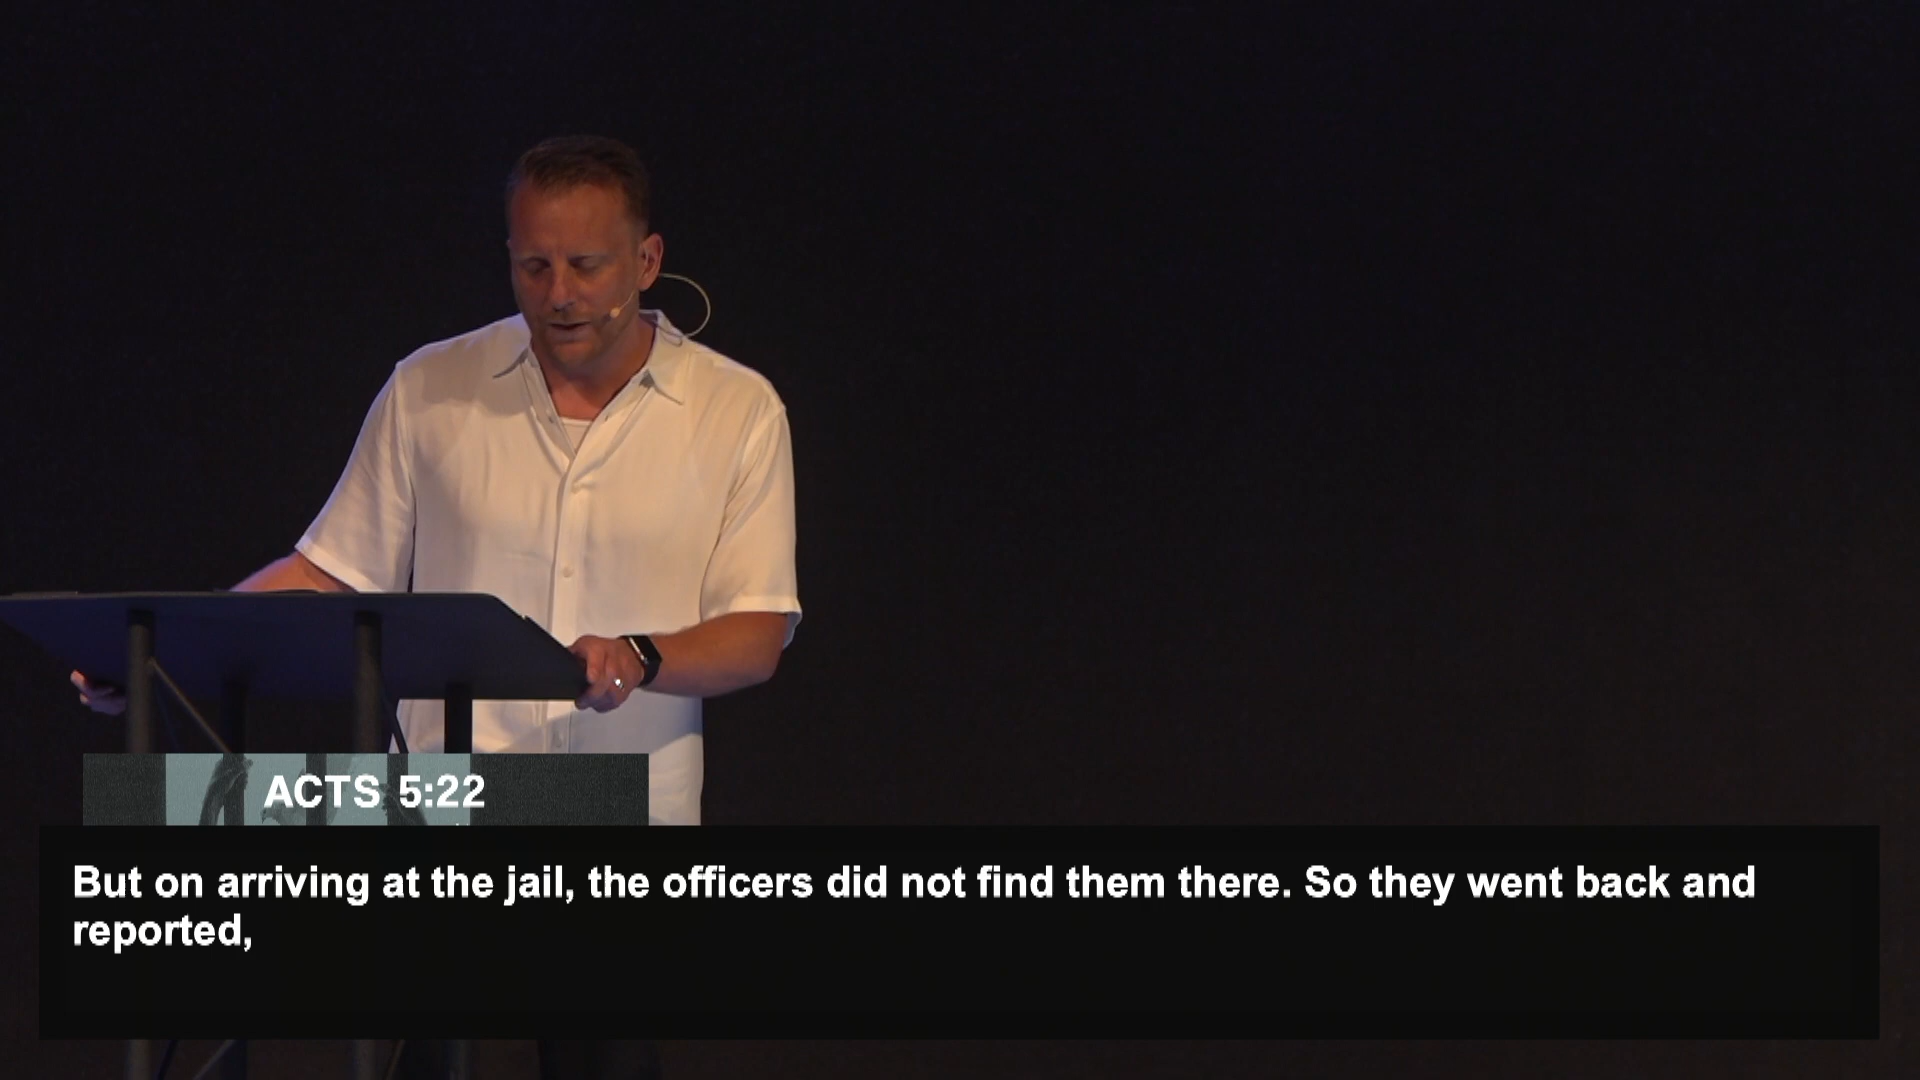 ACTS 5:22
But on arriving at the jail, the officers did not find them there. So they went back and
reported,